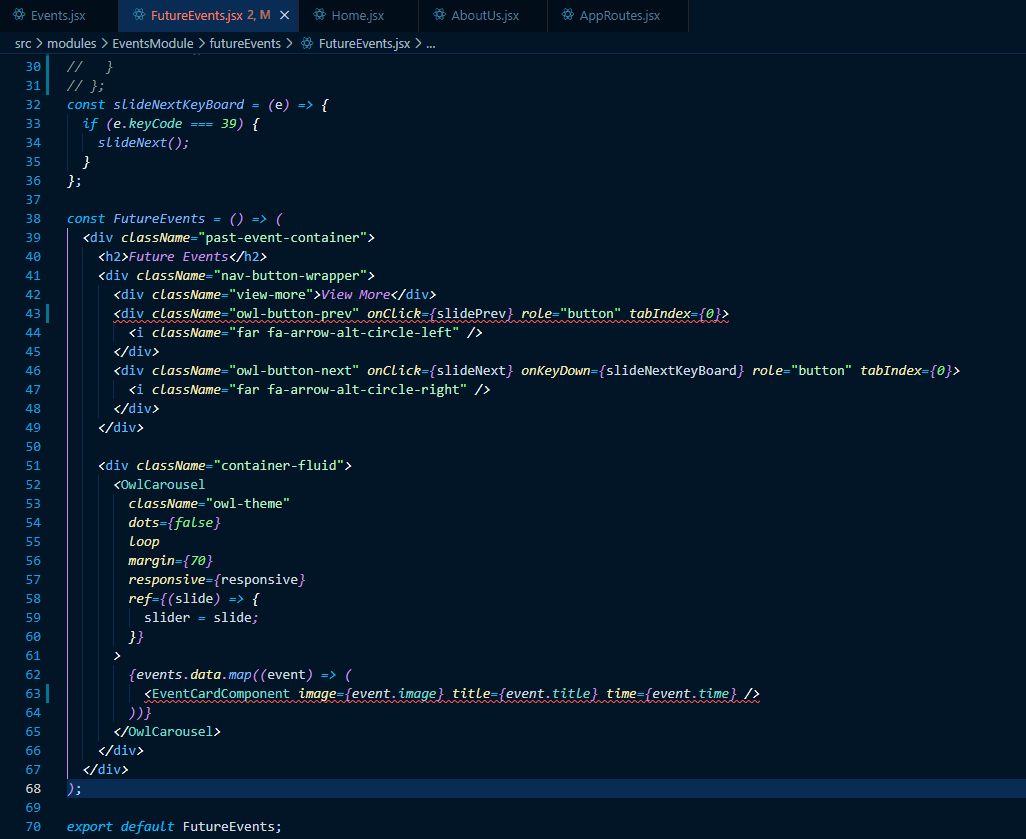 Events.jsx FutureEvents.jsx 2, M Home.jsx AboutUs.jsx AppRoutes.jsx
src > modules > EventsModule > futureEvents > FutureEvents.jsx > ...
30 //   }
31 // };
32 const slideNextKeyBoard = (e) => {
33   if (e.keyCode === 39) {
34     slideNext();
35   }
36 };
37
38 const FutureEvents = () => (
39   <div className="past-event-container">
40     <h2>Future Events</h2>
41     <div className="nav-button-wrapper">
42       <div className="view-more">View More</div>
43       <div className="owl-button-prev" onClick={slidePrev} role="button" tabIndex={0}>
44         <i className="far fa-arrow-alt-circle-left" />
45       </div>
46       <div className="owl-button-next" onClick={slideNext} onKeyDown={slideNextKeyBoard} role="button" tabIndex={0}>
47         <i className="far fa-arrow-alt-circle-right" />
48       </div>
49     </div>
50
51     <div className="container-fluid">
52       <OwlCarousel
53         className="owl-theme"
54         dots={false}
55         loop
56         margin={70}
57         responsive={responsive}
58         ref={(slide) => {
59           slider = slide;
60         }}
61       >
62         {events.data.map((event) => (
63           <EventCardComponent image={event.image} title={event.title} time={event.time} />
64         ))}
65       </OwlCarousel>
66     </div>
67   </div>
68 );
69
70 export default FutureEvents;